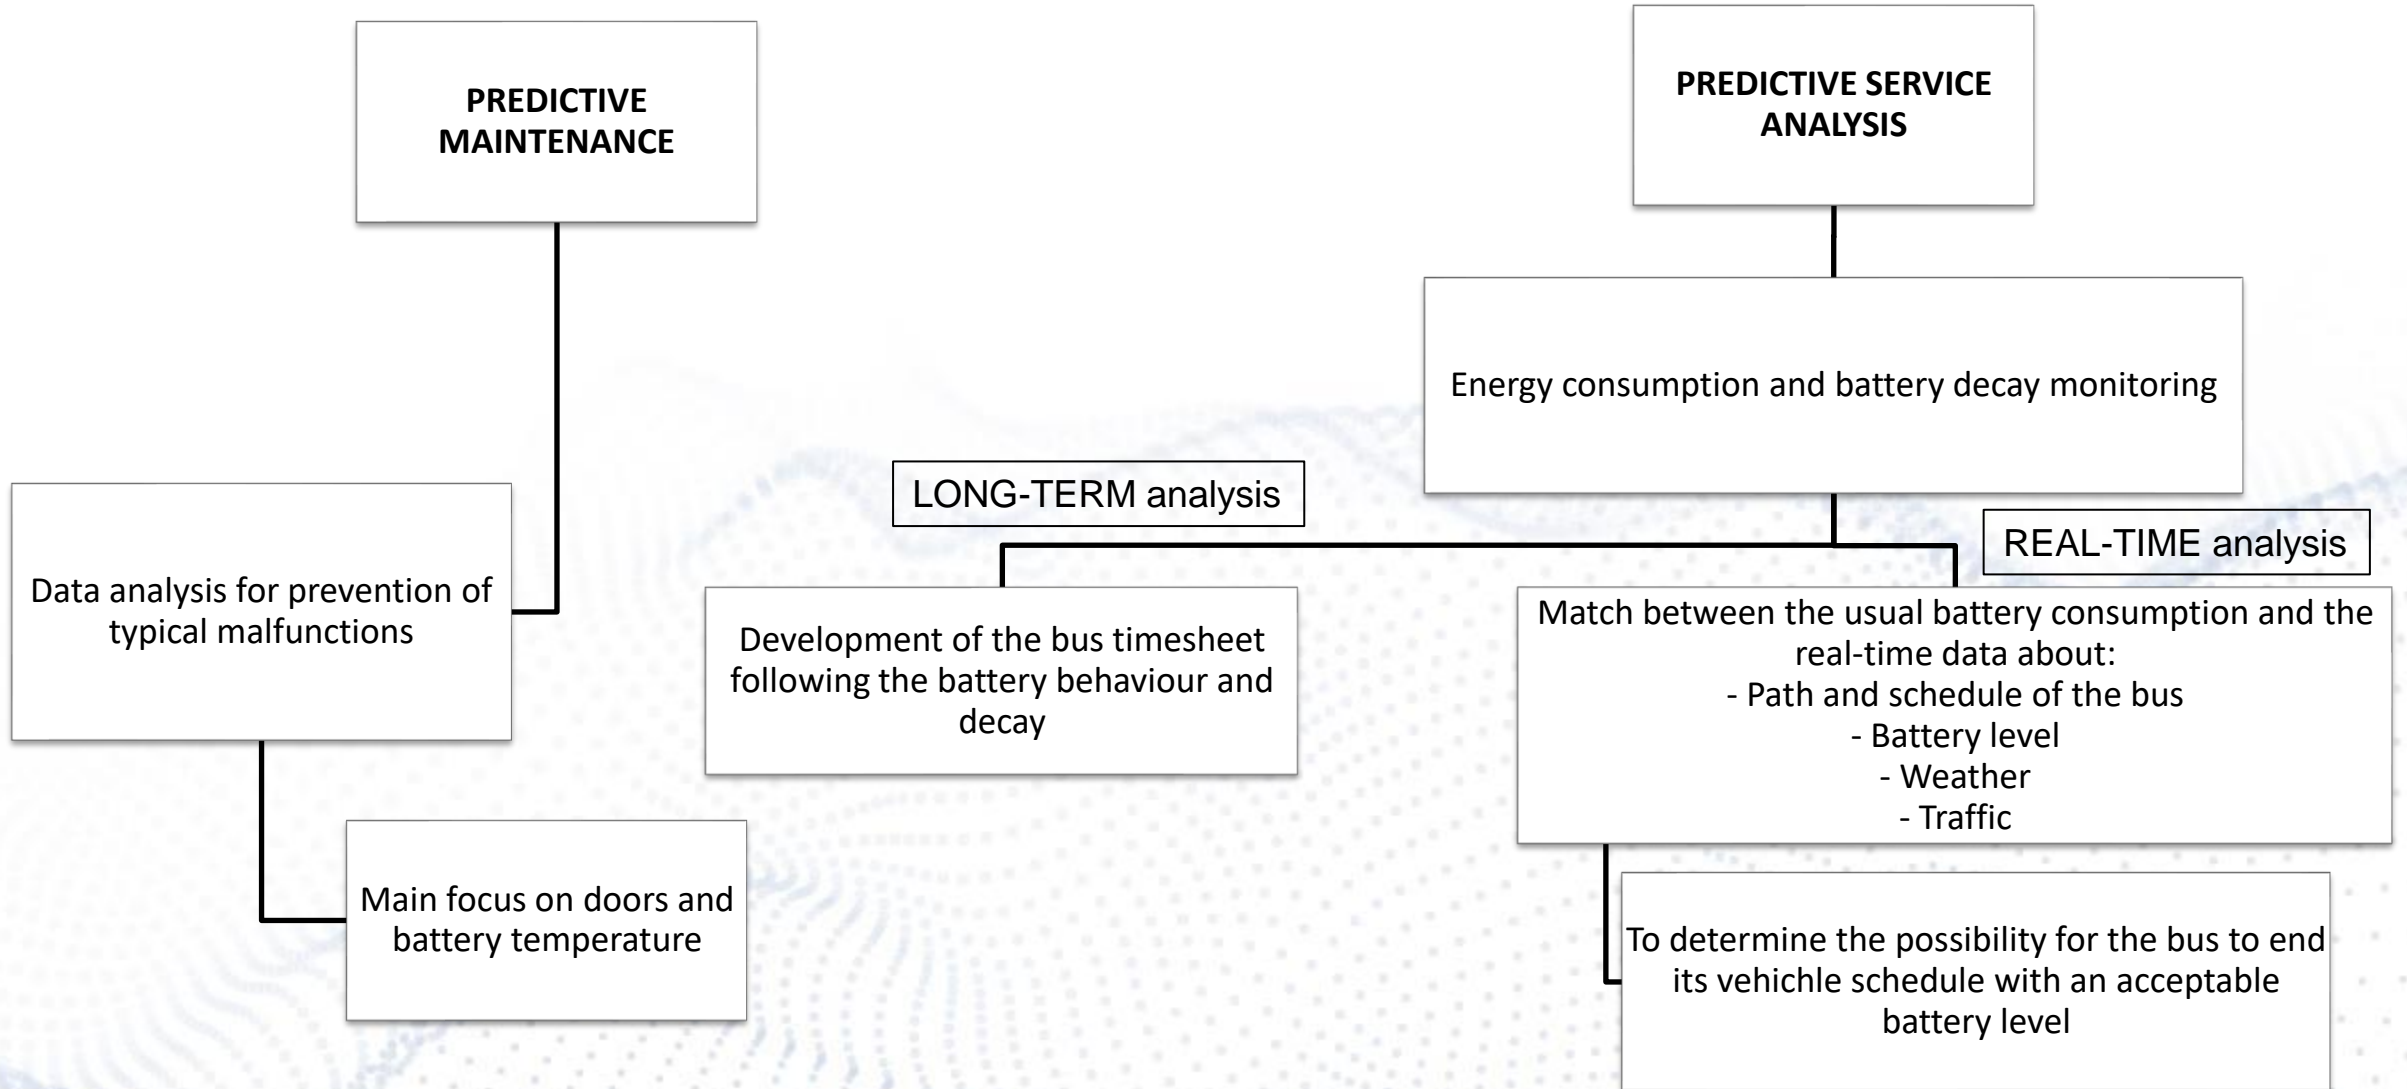 PREDICTIVE
MAINTENANCE
Data analysis for prevention of
typical malfunctions
Main focus on doors and
battery temperature
PREDICTIVE SERVICE
ANALYSIS
Energy consumption and battery decay monitoring
LONG-TERM analysis
Development of the bus timesheet
following the battery behaviour and
decay
REAL-TIME analysis
Match between the usual battery consumption and the
real-time data about:
- Path and schedule of the bus
- Battery level
- Weather
- Traffic
To determine the possibility for the bus to end
its vehichle schedule with an acceptable
battery level